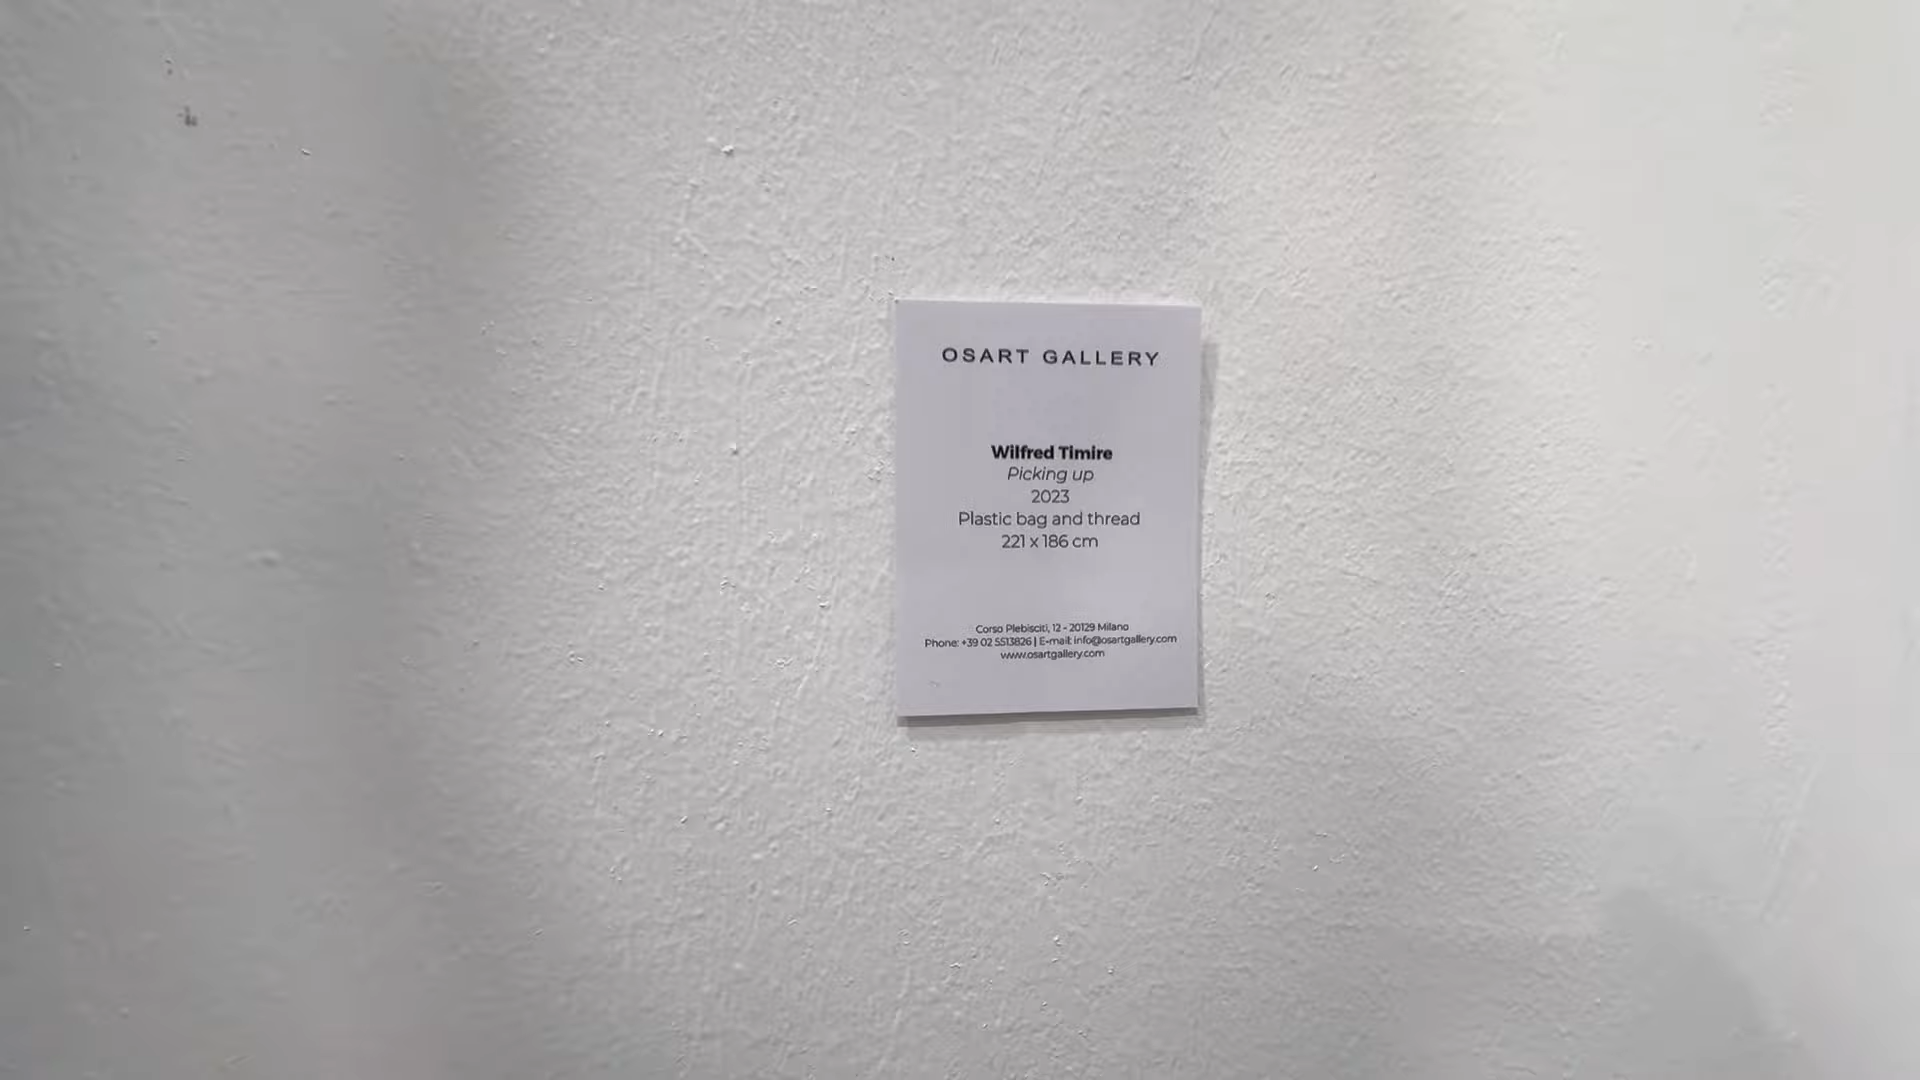 OSART GALLERY
Wilfred Timire
Picking up
2023
Plastic bag and thread
221 x 186 cm
Corso Plebisciti, 12 - 20129 Milano
Phone: +39 02 5513826 | E-mail: info@osartgallery.com
www.osartgallery.com